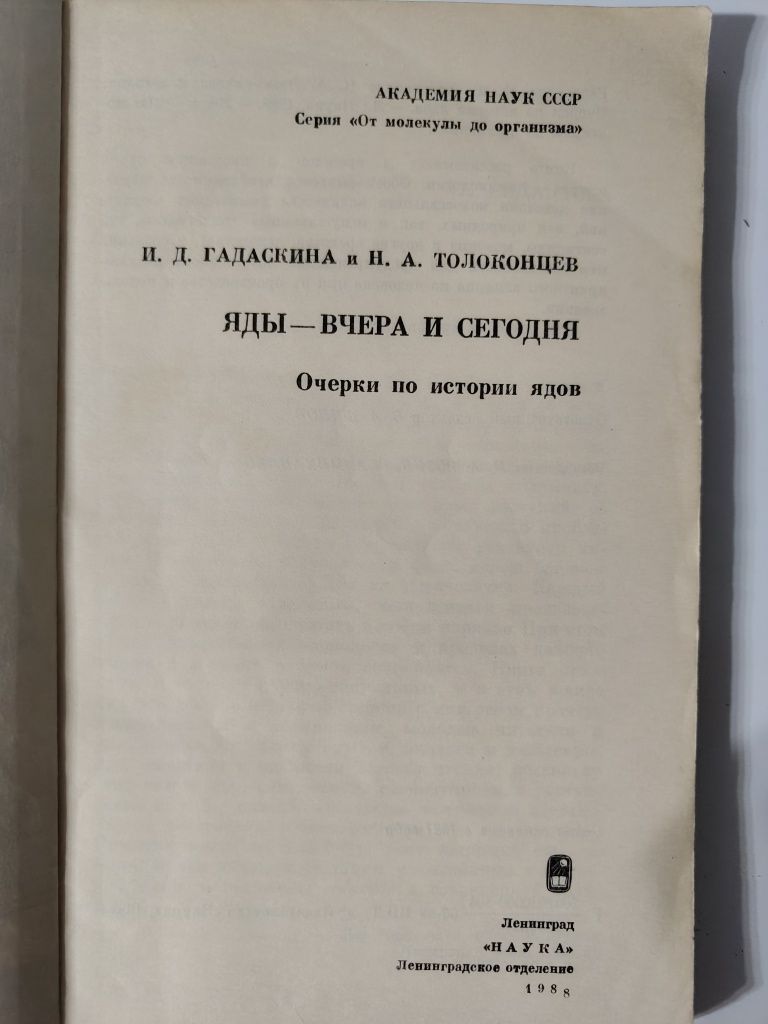 АКАДЕМИЯ НАУК СССР
Серия «От молекулы до организма»
И. Д. ГАДАСКИНА и Н. А. ТОЛОКОНЦЕВ
ЯДЫ — ВЧЕРА И СЕГОДНЯ
Очерки по истории ядов
Ленинград
«НАУКА»
Ленинградское отделение
1988